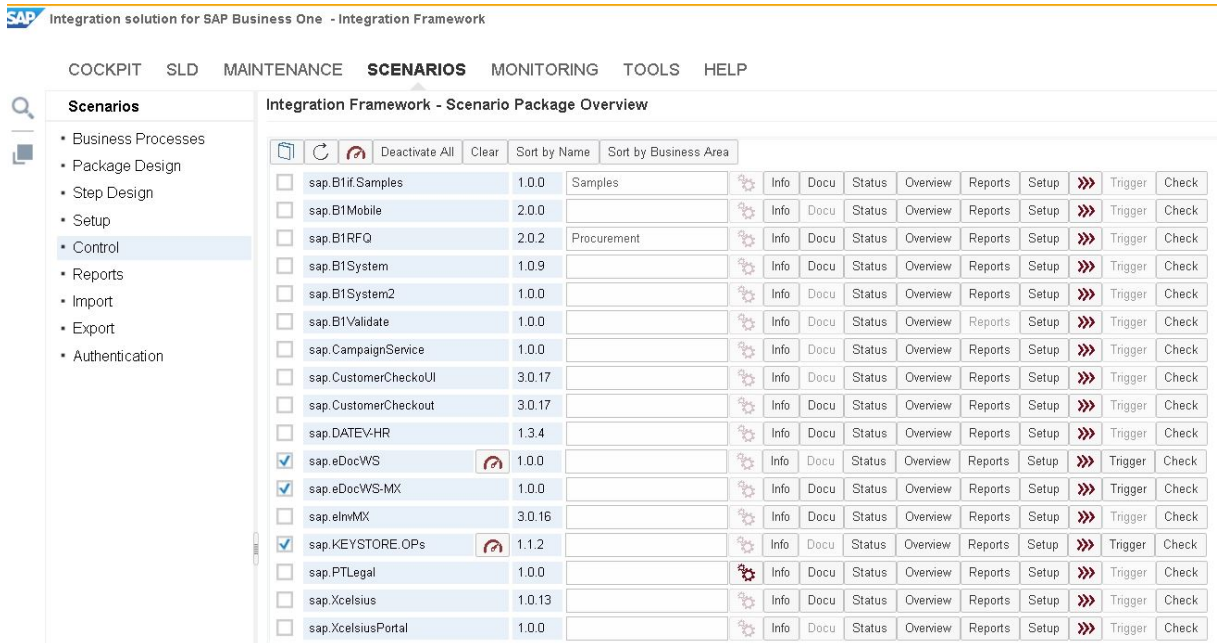 SAP Integration solution for SAP Business One - Integration Framework
COCKPIT SLD MAINTENANCE SCENARIOS MONITORING TOOLS HELP
Scenarios
• Business Processes
• Package Design
• Step Design
• Setup
• Control
• Reports
• Import
• Export
• Authentication
Integration Framework - Scenario Package Overview
Deactivate All Clear Sort by Name Sort by Business Area
sap.B1if.Samples 1.0.0 Samples Info Docu Status Overview Reports Setup Trigger Check
sap.B1Mobile 2.0.0 Info Docu Status Overview Reports Setup Trigger Check
sap.B1RFQ 2.0.2 Procurement Info Docu Status Overview Reports Setup Trigger Check
sap.B1System 1.0.9 Info Docu Status Overview Reports Setup Trigger Check
sap.B1System2 1.0.0 Info Docu Status Overview Reports Setup Trigger Check
sap.B1Validate 1.0.0 Info Docu Status Overview Reports Setup Trigger Check
sap.CampaignService 1.0.0 Info Docu Status Overview Reports Setup Trigger Check
sap.CustomerCheckoUI 3.0.17 Info Docu Status Overview Reports Setup Trigger Check
sap.CustomerCheckout 3.0.17 Info Docu Status Overview Reports Setup Trigger Check
sap.DATEV-HR 1.3.4 Info Docu Status Overview Reports Setup Trigger Check
sap.eDocWS 1.0.0 Info Docu Status Overview Reports Setup Trigger Check
sap.eDocWS-MX 1.0.0 Info Docu Status Overview Reports Setup Trigger Check
sap.eInvMX 3.0.16 Info Docu Status Overview Reports Setup Trigger Check
sap.KEYSTORE.OPs 1.1.2 Info Docu Status Overview Reports Setup Trigger Check
sap.PTLegal 1.0.0 Info Docu Status Overview Reports Setup Trigger Check
sap.Xcelsius 1.0.13 Info Docu Status Overview Reports Setup Trigger Check
sap.XcelsiusPortal 1.0.0 Info Docu Status Overview Reports Setup Trigger Check